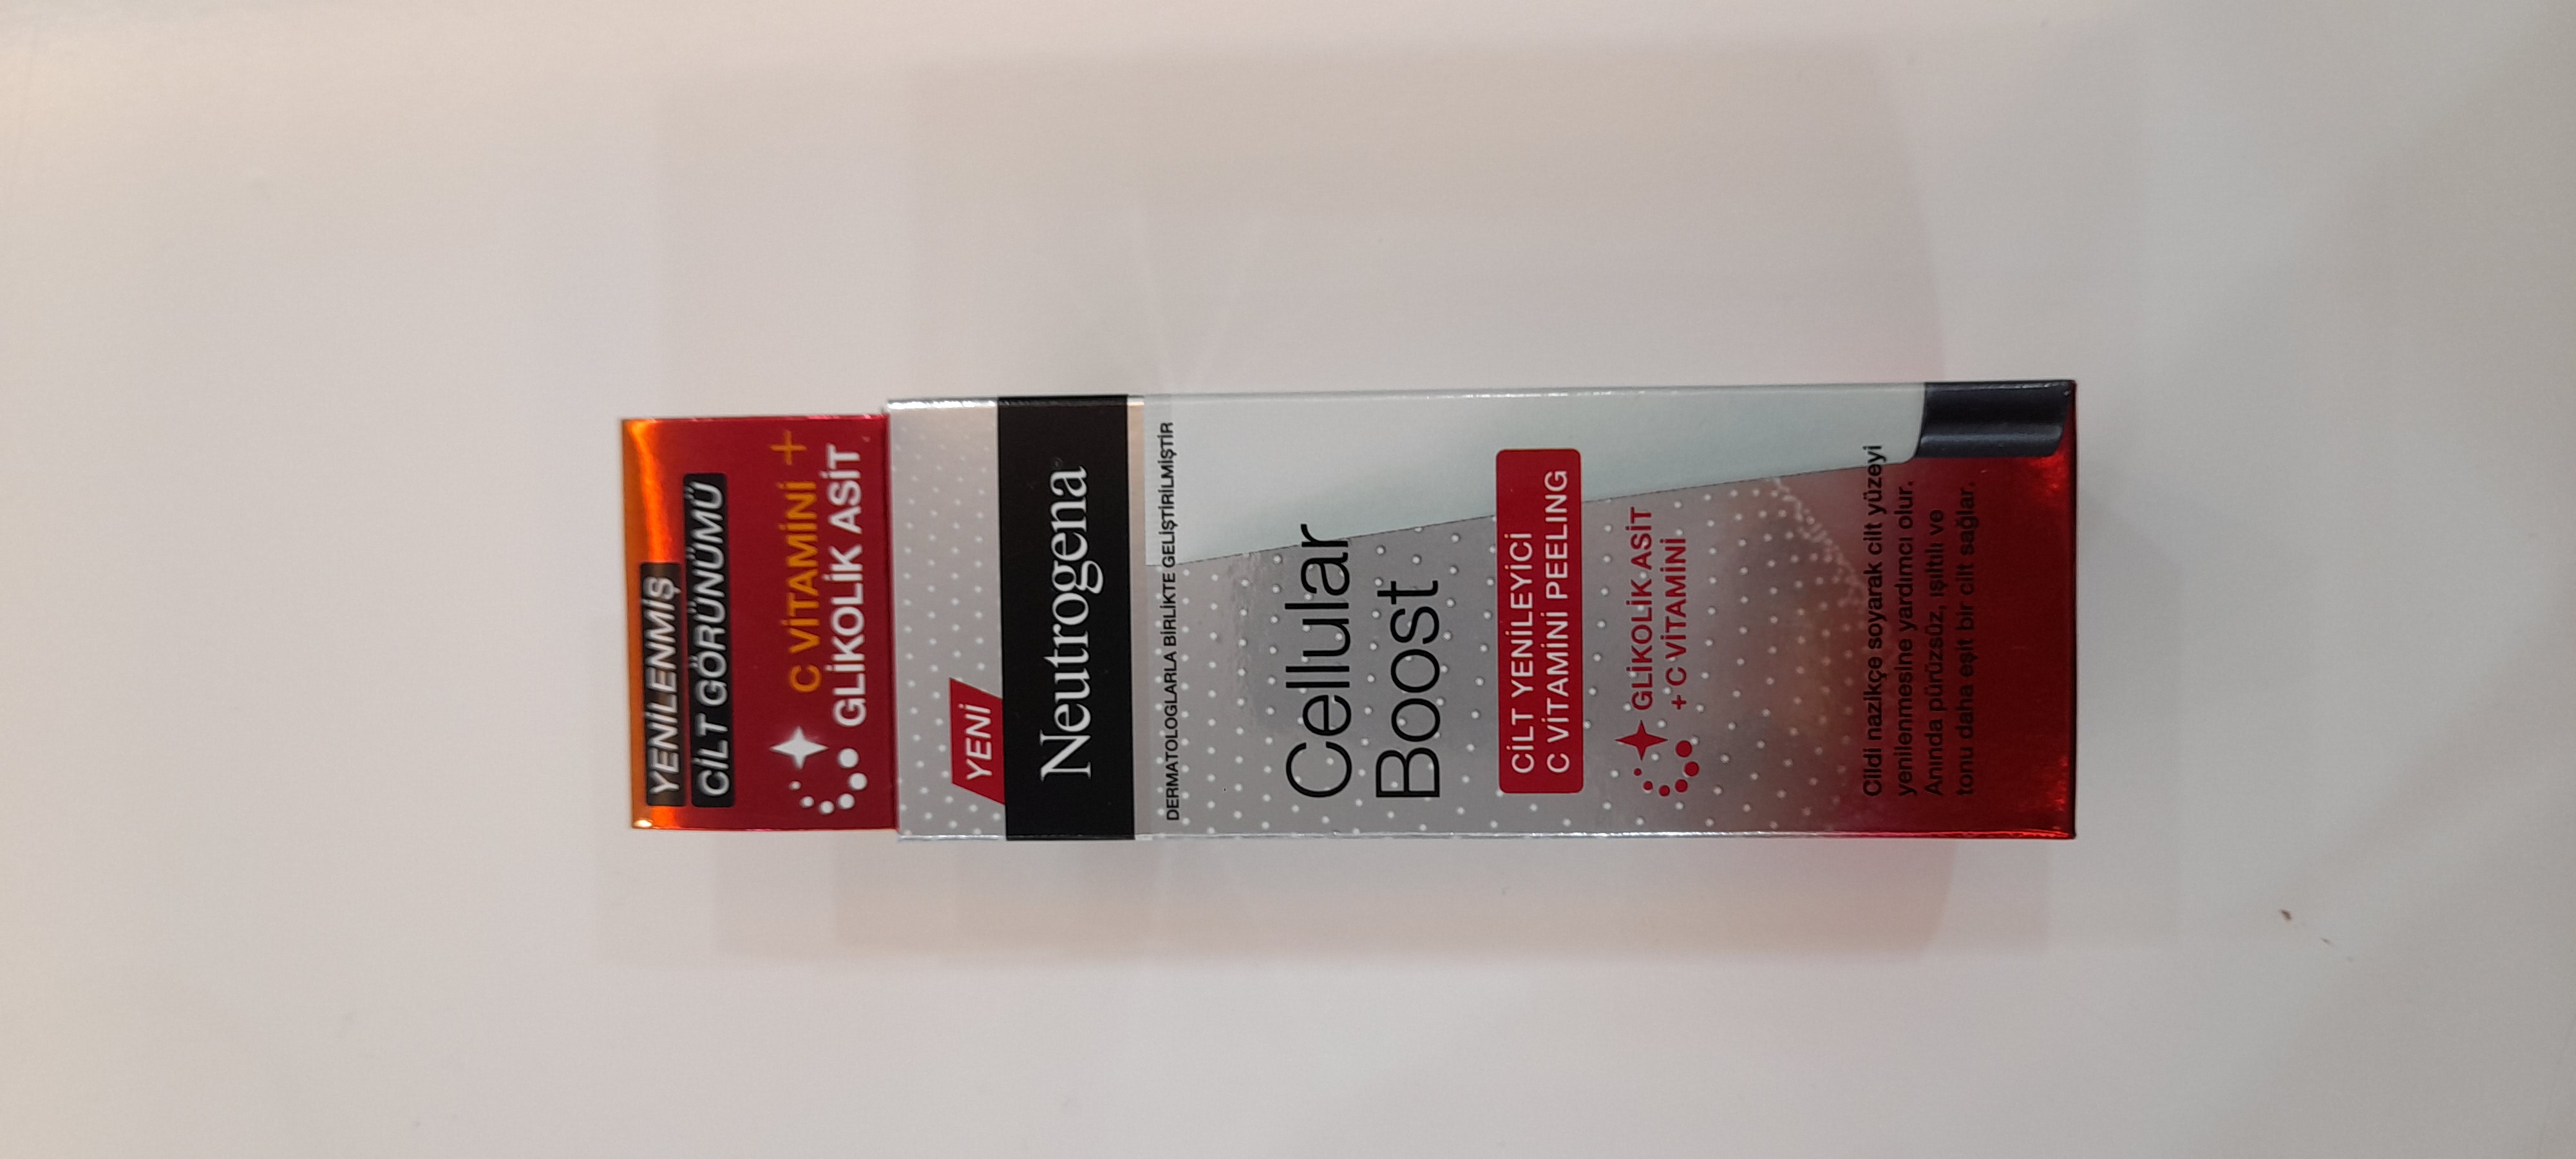 YENİLENMİŞ
CİLT GÖRÜNÜMÜ
C VİTAMİNİ +
GLİKOLİK ASİT
YENİ
Neutrogena
DERMATOLOGLARLA BİRLİKTE GELİŞTİRİLMİŞTİR
Cellular
Boost
CİLT YENİLEYİCİ
C VİTAMİNİ PEELING
GLİKOLİK ASİT
+ C VİTAMİNİ
Cildi nazikçe soyarak cilt yüzeyi
yenilenmesine yardımcı olur.
Anında pürüzsüz, ışıltılı ve
tonu daha eşit bir cilt sağlar.